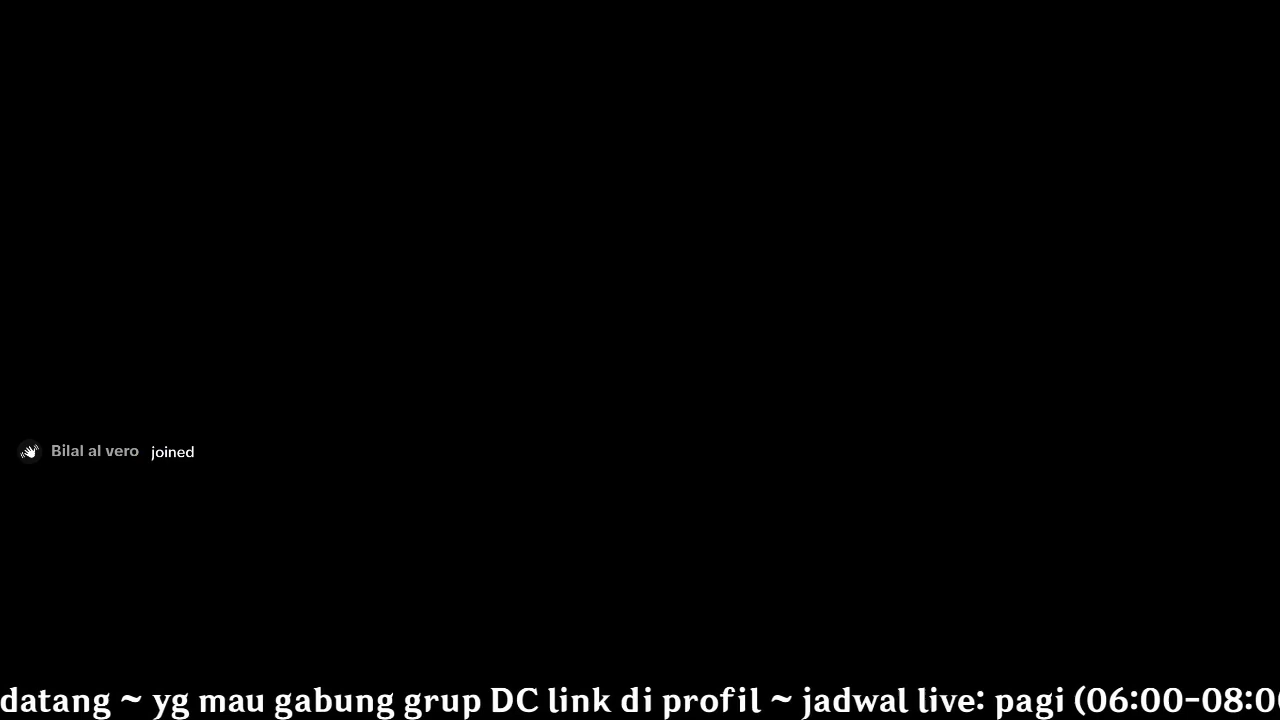 Bilal al vero joined
datang ~ yg mau gabung grup DC link di profil ~ jadwal live: pagi (06:00-08:0